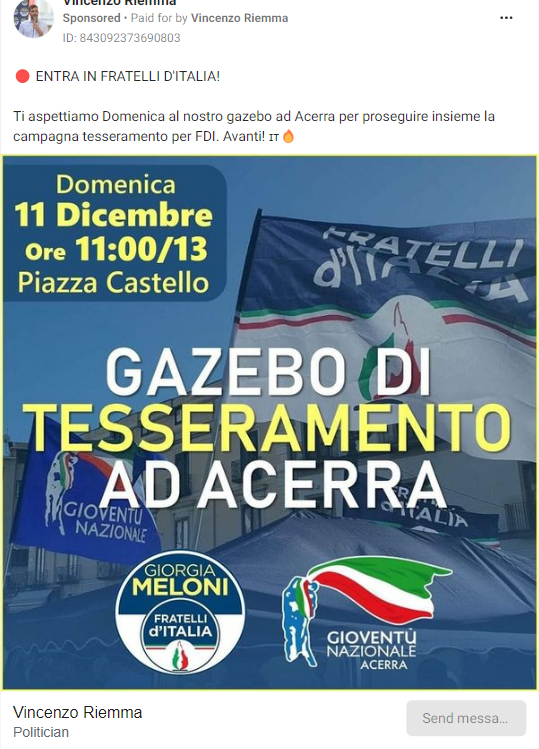 Vincenzo Riemma
Sponsored • Paid for by Vincenzo Riemma
ID: 843092373690803
ENTRA IN FRATELLI D'ITALIA!
Ti aspettiamo Domenica al nostro gazebo ad Acerra per proseguire insieme la
campagna tesseramento per FDI. Avanti! IT
Domenica
11 Dicembre
Ore 11:00/13
Piazza Castello
FRATELLI
d'ITALIA
GAZEBO DI
TESSERAMENTO
AD ACERRA
GIOVENTÙ
NAZIONALE
d'ITALIA
GIORGIA
MELONI
FRATELLI
d'ITALIA
GIOVENTÙ
NAZIONALE
ACERRA
Vincenzo Riemma
Politician
Send messa...